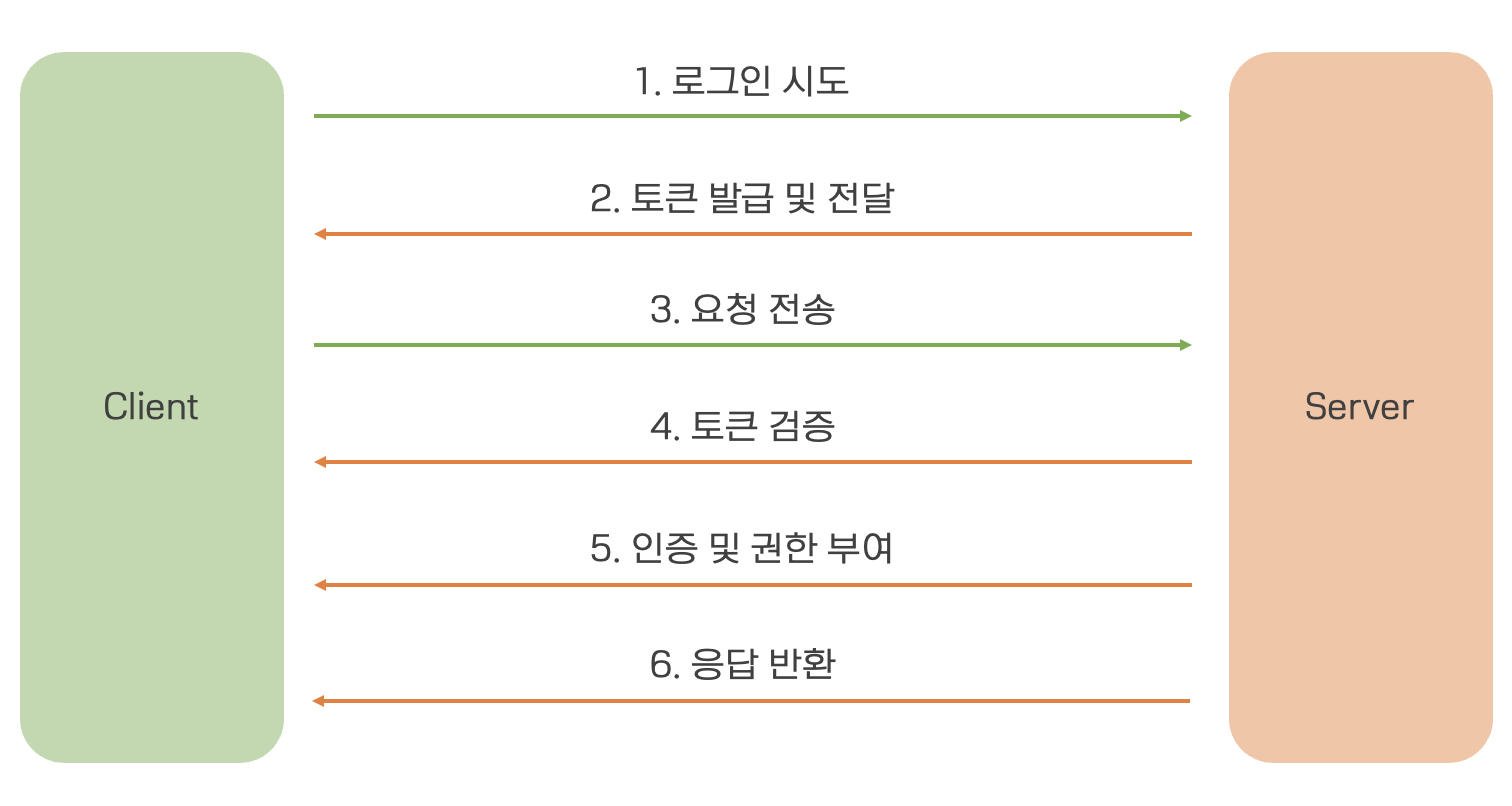 1. 로그인 시도
2. 토큰 발급 및 전달
3. 요청 전송
Client
Server
4. 토큰 검증
5. 인증 및 권한 부여
6. 응답 반환